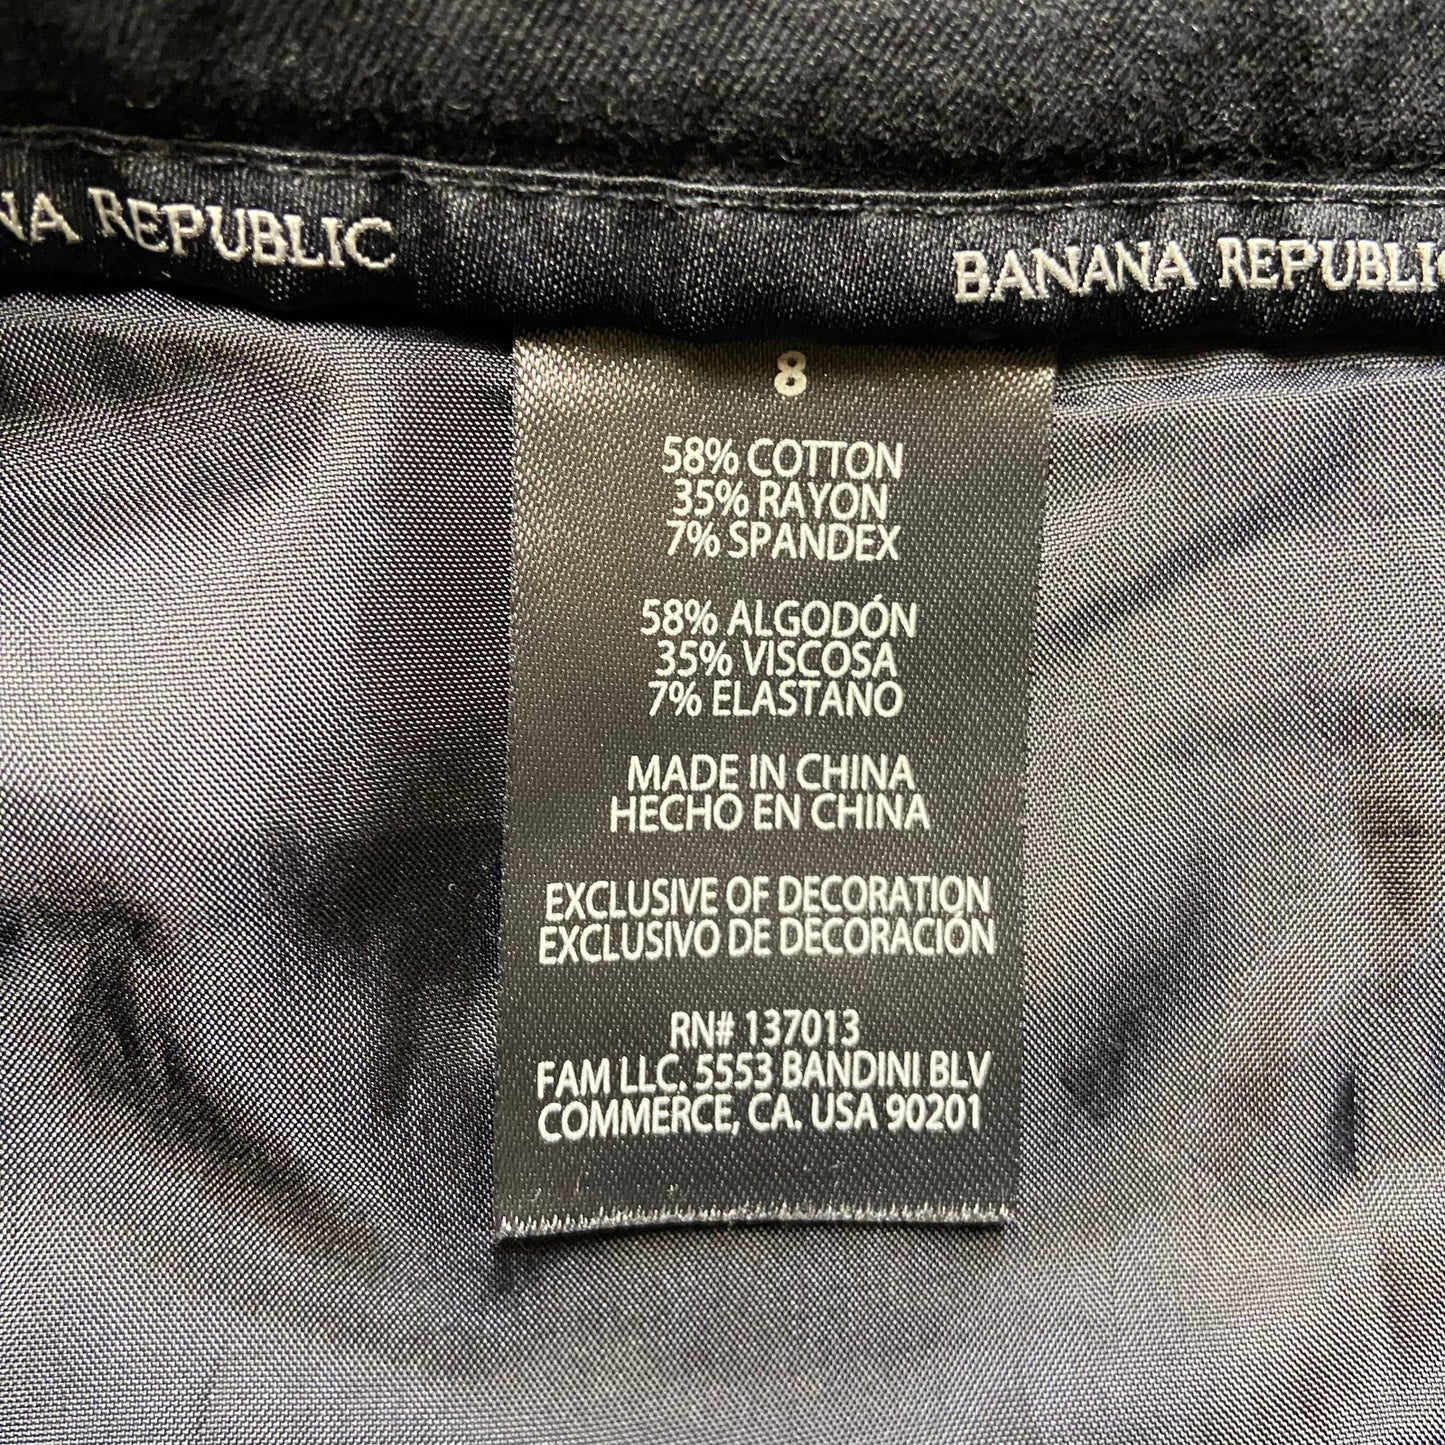 NA REPUBLIC
BANANA REPUBLIC
8
58% COTTON
35% RAYON
7% SPANDEX
58% ALGODÓN
35% VISCOSA
7% ELASTANO
MADE IN CHINA
HECHO EN CHINA
EXCLUSIVE OF DECORATION
EXCLUSIVO DE DECORACIÓN
RN# 137013
FAM LLC. 5553 BANDINI BLV
COMMERCE, CA. USA 90201